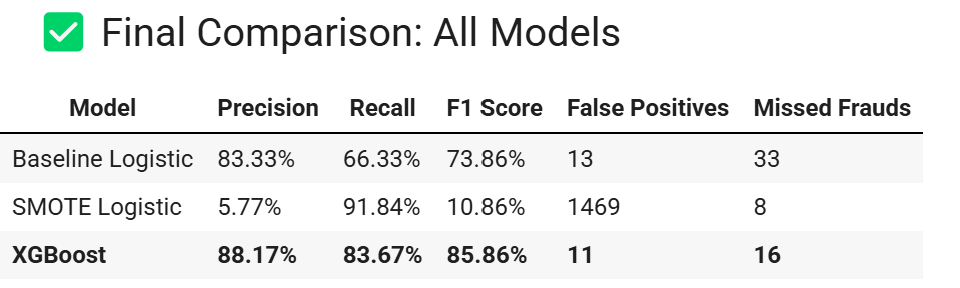 ✅ Final Comparison: All Models
Model Precision Recall F1 Score False Positives Missed Frauds
Baseline Logistic 83.33% 66.33% 73.86% 13 33
SMOTE Logistic 5.77% 91.84% 10.86% 1469 8
XGBoost 88.17% 83.67% 85.86% 11 16